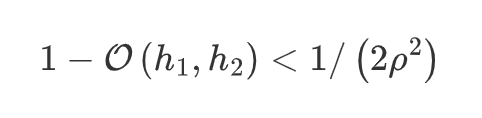 1 − 𝒪 (h₁, h₂) < 1/ (2ρ²)